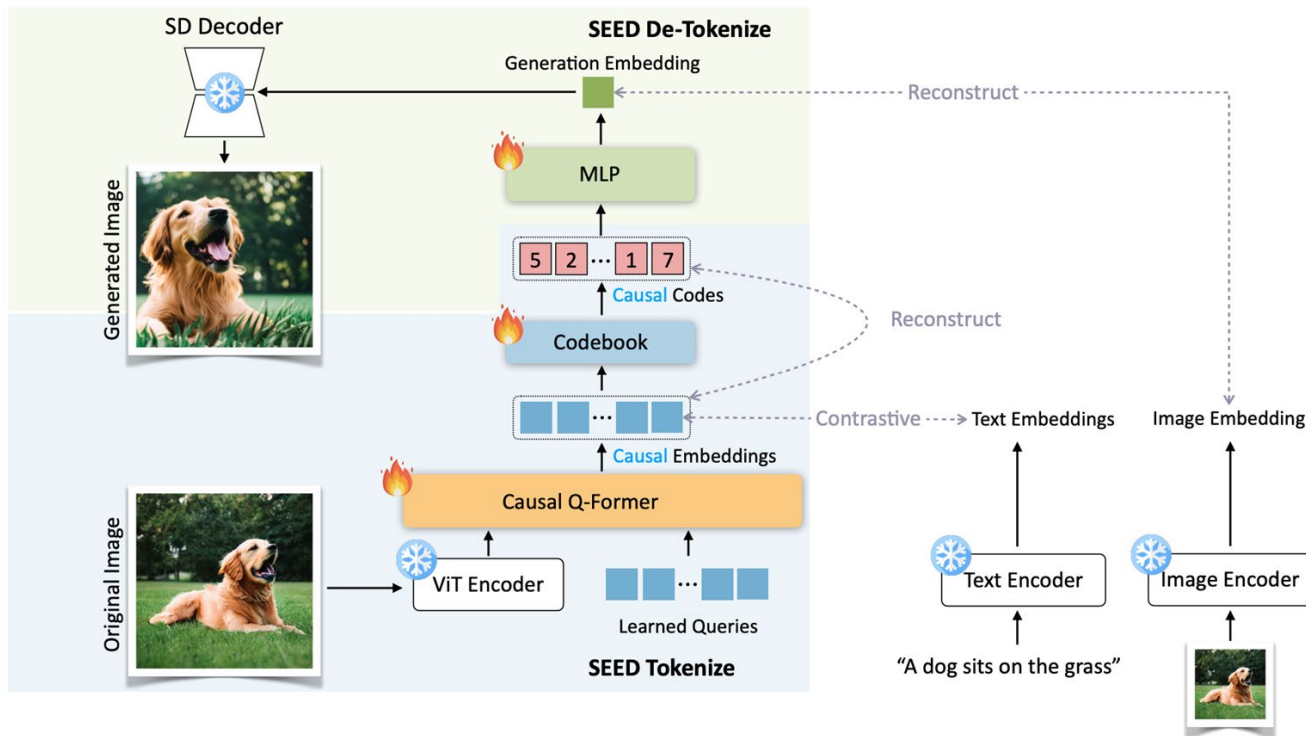 SD Decoder
SEED De-Tokenize
Generation Embedding
Reconstruct
MLP
Generated Image
5 2 ... 1 7
Causal Codes
Reconstruct
Codebook
Contrastive
Text Embeddings
Image Embedding
Causal Embeddings
Causal Q-Former
Original Image
ViT Encoder
Text Encoder
Image Encoder
Learned Queries
SEED Tokenize
“A dog sits on the grass”